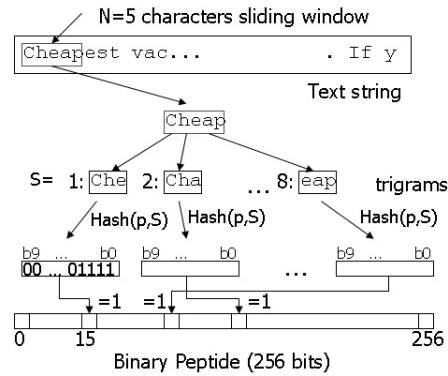 N=5 characters sliding window
Cheapest vac... . If y
Text string
Cheap
S= 1: Che 2: Cha ... 8: eap trigrams
Hash(p,S) Hash(p,S) Hash(p,S)
b9 ... b0 b9 ... b0 b9 ... b0
00 ... 01111 ...
=1 =1 =1
0 15 256
Binary Peptide (256 bits)